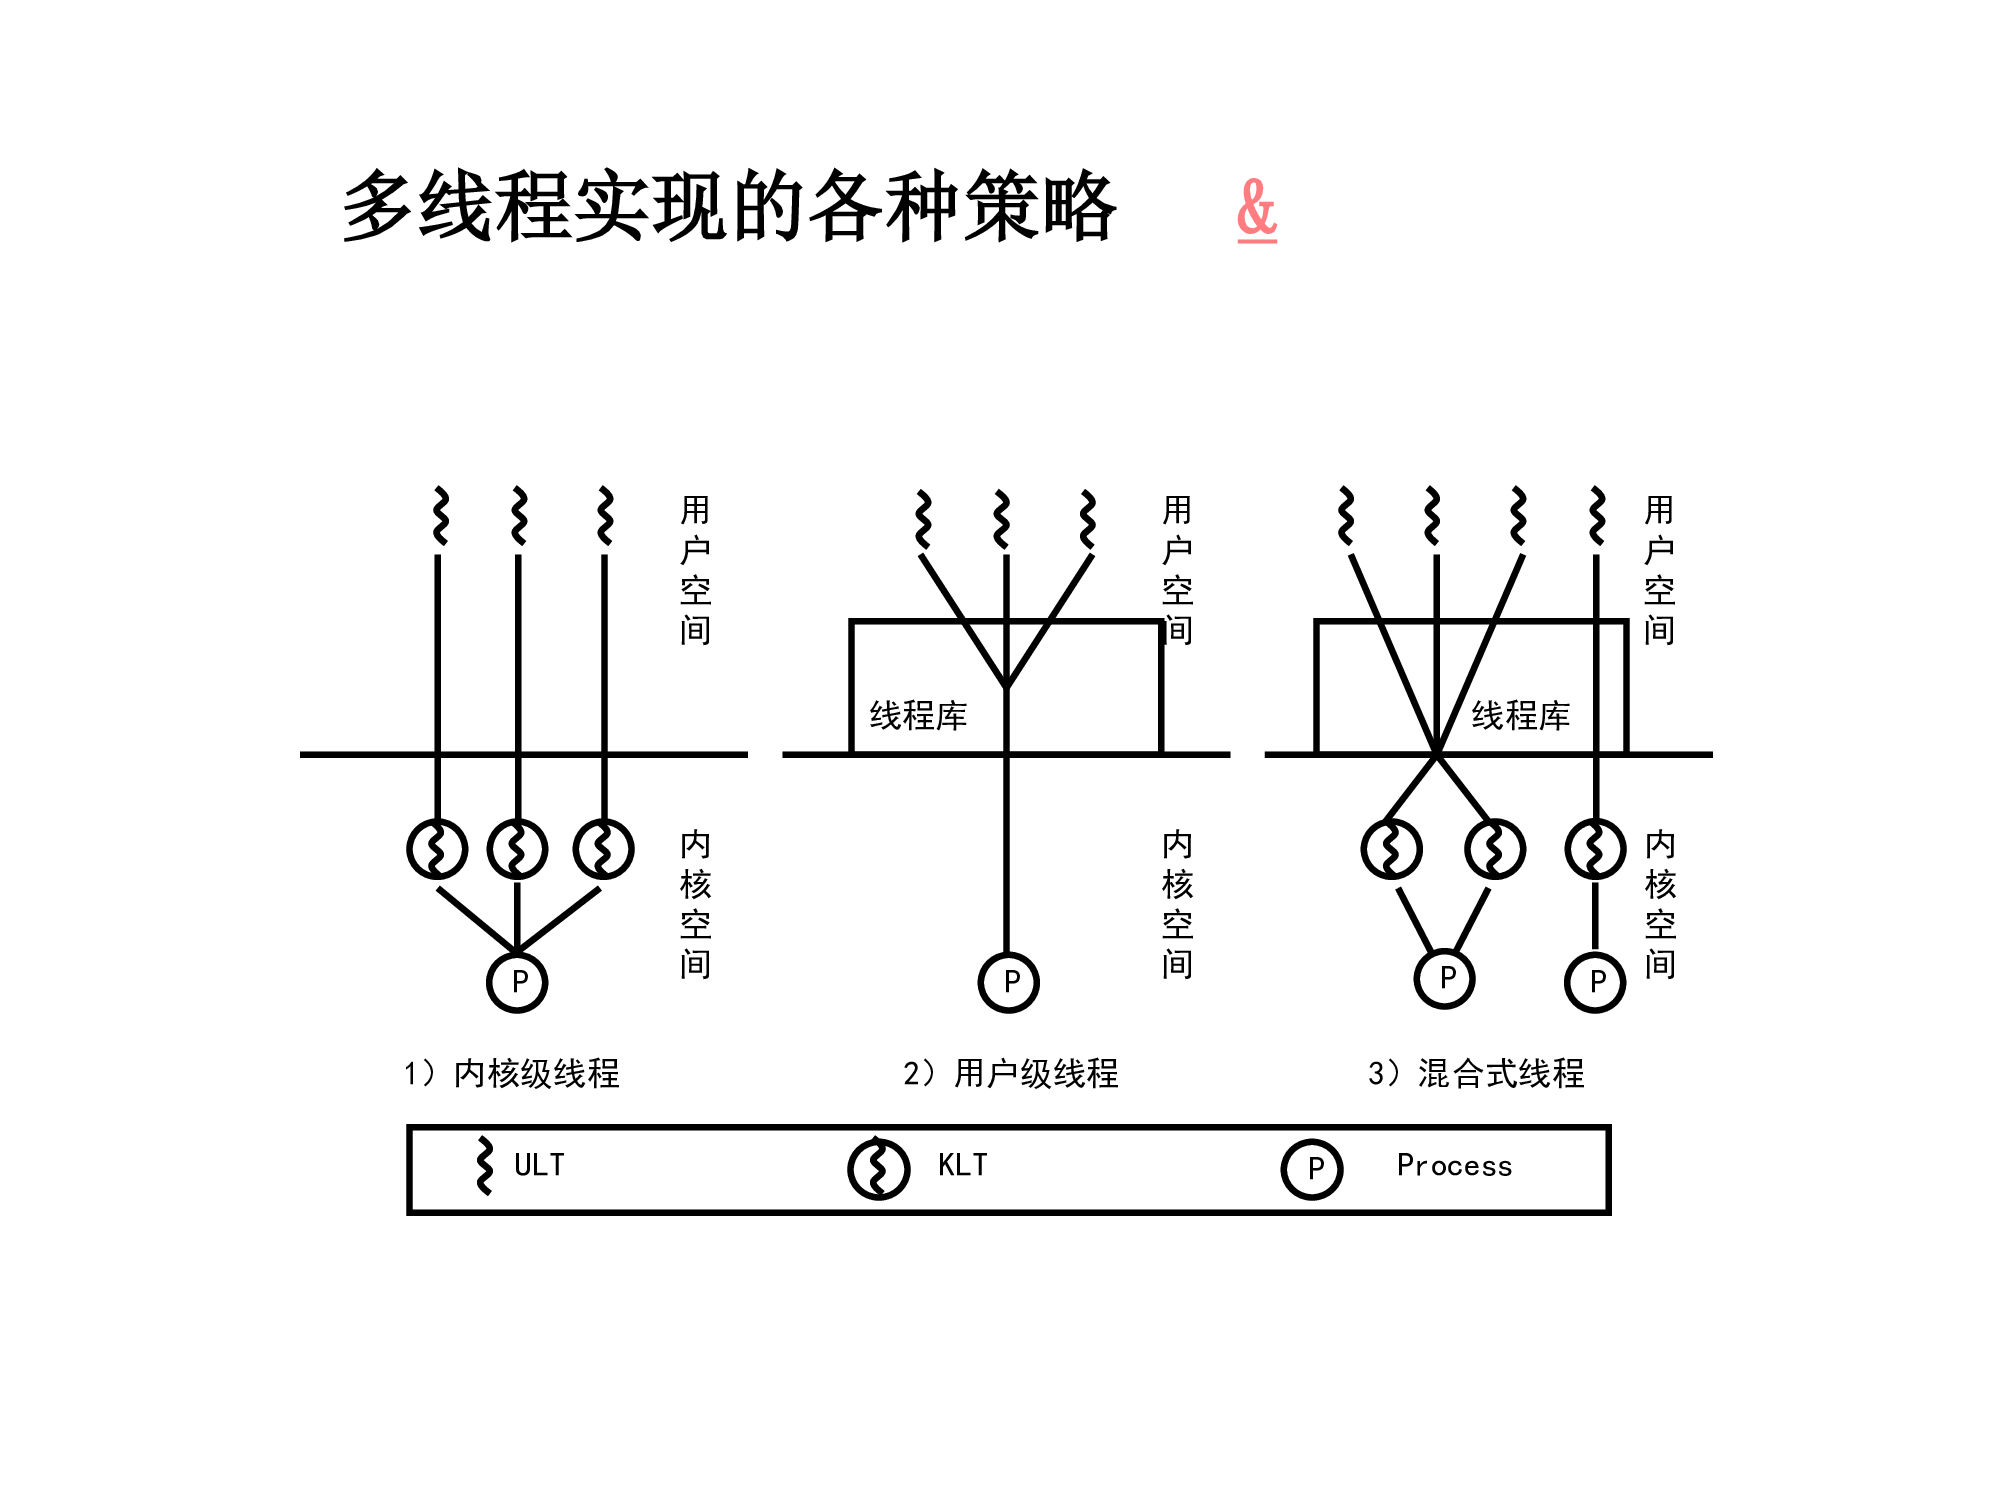 多线程实现的各种策略 &
用户空间
用户空间
用户空间
线程库
线程库
内核空间
内核空间
内核空间
P
P
P
P
1）内核级线程
2）用户级线程
3）混合式线程
ULT
KLT
P
Process